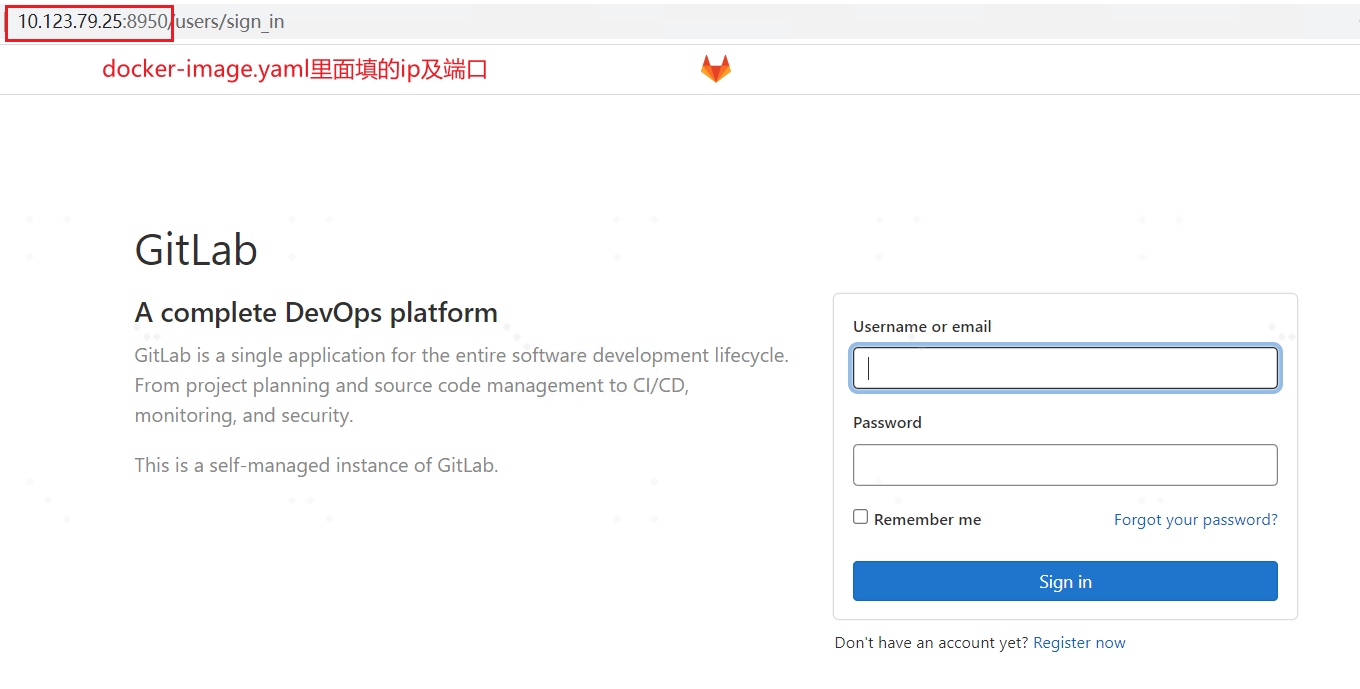 10.123.79.25:8950/users/sign_in
docker-image.yaml里面填的ip及端口
GitLab
A complete DevOps platform
GitLab is a single application for the entire software development lifecycle.
From project planning and source code management to CI/CD,
monitoring, and security.
This is a self-managed instance of GitLab.
Username or email
Password
Remember me
Forgot your password?
Sign in
Don't have an account yet? Register now